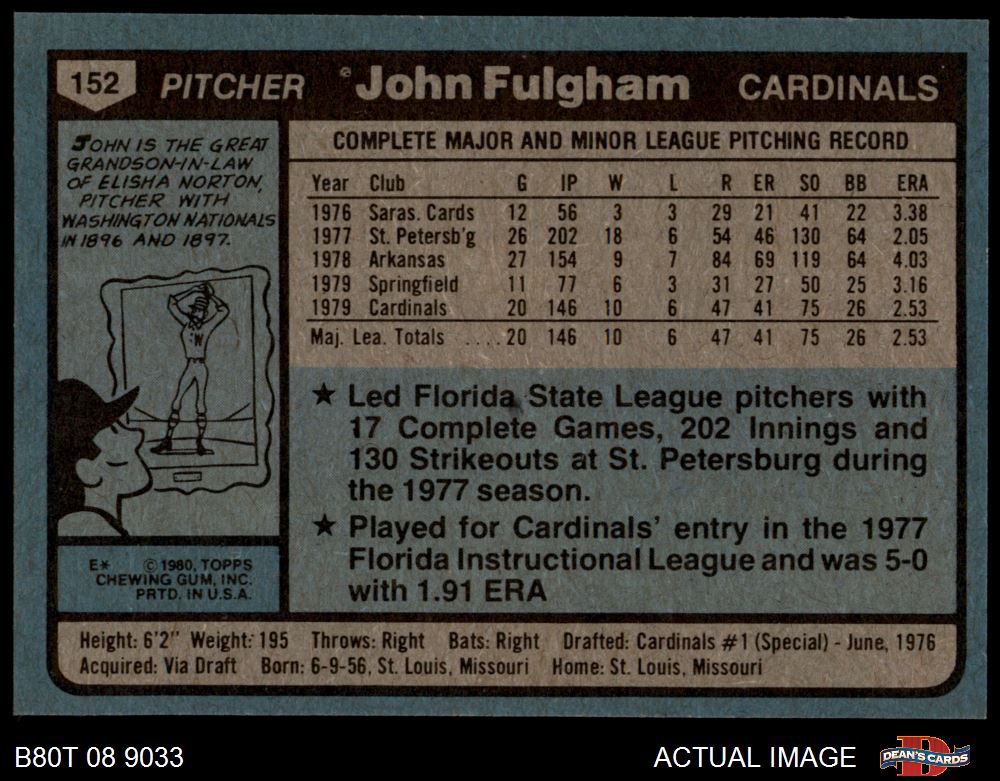 152 PITCHER John Fulgham CARDINALS
JOHN IS THE GREAT
GRANDSON-IN-LAW
OF ELISHA NORTON,
PITCHER WITH
WASHINGTON NATIONALS
IN 1896 AND 1897.
W
E* © 1980, TOPPS
CHEWING GUM, INC.
PRTD. IN U.S.A.
COMPLETE MAJOR AND MINOR LEAGUE PITCHING RECORD
Year Club G IP W L R ER SO BB ERA
1976 Saras. Cards 12 56 3 3 29 21 41 22 3.38
1977 St. Petersb'g 26 202 18 6 54 46 130 64 2.05
1978 Arkansas 27 154 9 7 84 69 119 64 4.03
1979 Springfield 11 77 6 3 31 27 50 25 3.16
1979 Cardinals 20 146 10 6 47 41 75 26 2.53
Maj. Lea. Totals .... 20 146 10 6 47 41 75 26 2.53
★ Led Florida State League pitchers with
17 Complete Games, 202 Innings and
130 Strikeouts at St. Petersburg during
the 1977 season.
★ Played for Cardinals' entry in the 1977
Florida Instructional League and was 5-0
with 1.91 ERA
Height: 6'2" Weight: 195 Throws: Right Bats: Right Drafted: Cardinals #1 (Special) - June, 1976
Acquired: Via Draft Born: 6-9-56, St. Louis, Missouri Home: St. Louis, Missouri
B80T 08 9033 ACTUAL IMAGE DEAN'S CARDS